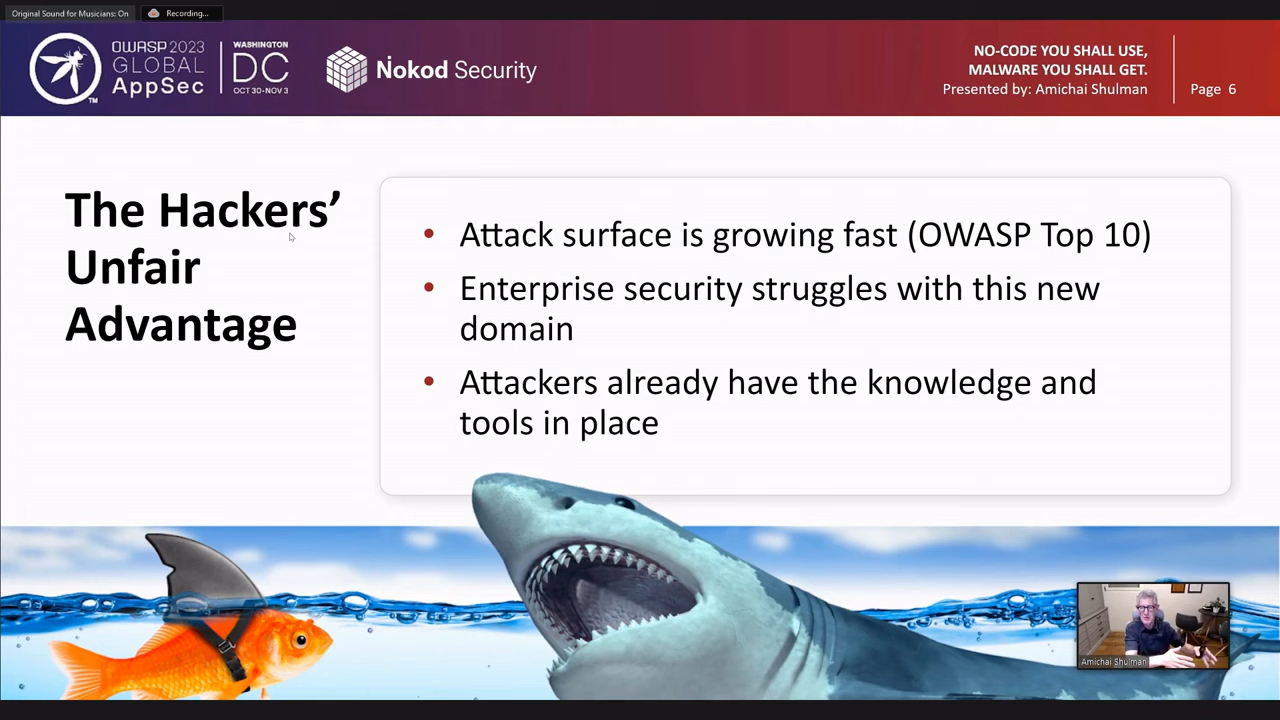 Original Sound for Musicians: On
Recording...
OWASP 2023
GLOBAL
AppSec
TM
WASHINGTON
DC
OCT 30-NOV 3
Nokod Security
NO-CODE YOU SHALL USE,
MALWARE YOU SHALL GET.
Presented by: Amichai Shulman
Page 6
The Hackers’
Unfair
Advantage
• Attack surface is growing fast (OWASP Top 10)
• Enterprise security struggles with this new
domain
• Attackers already have the knowledge and
tools in place
Amichai Shulman